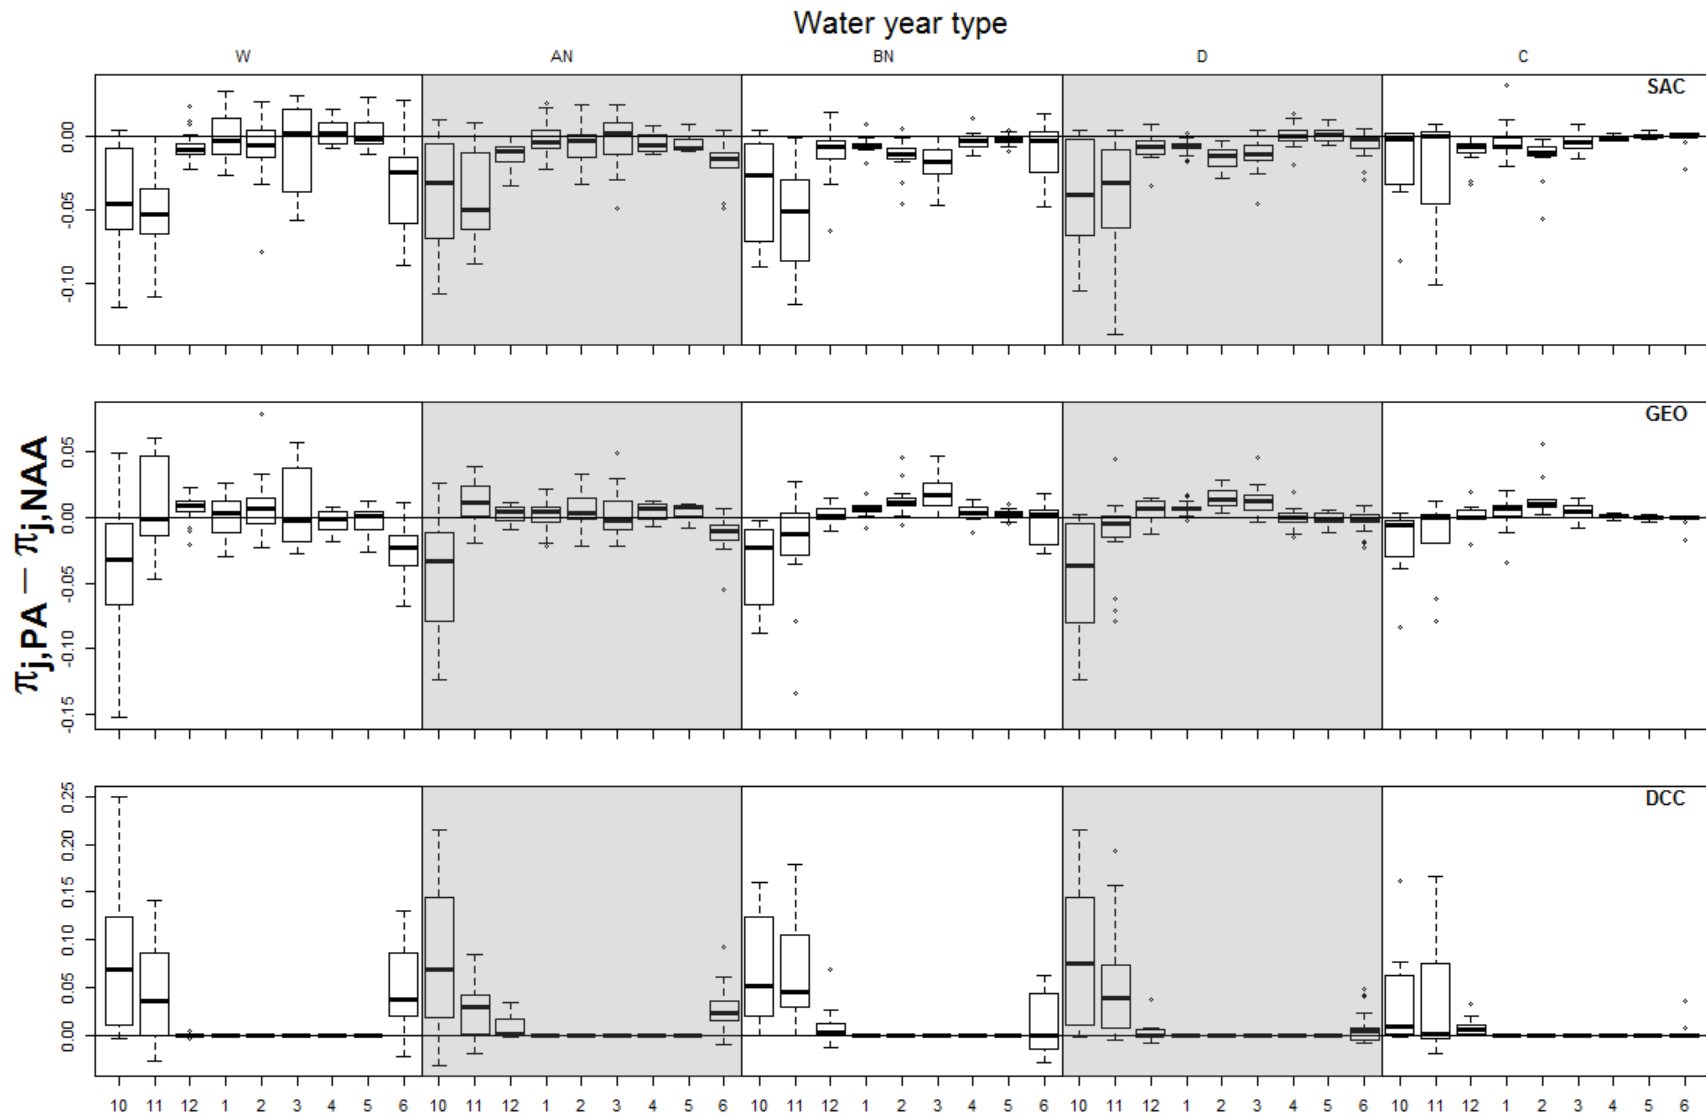 Water year type
W AN BN D C
SAC
0.00
-0.05
-0.10
10 11 12 1 2 3 4 5 6 10 11 12 1 2 3 4 5 6 10 11 12 1 2 3 4 5 6 10 11 12 1 2 3 4 5 6 10 11 12 1 2 3 4 5 6
GEO
0.05
0.00
-0.05
-0.10
-0.15
πj,PA − πj,NAA
DCC
0.25
0.20
0.15
0.10
0.05
0.00